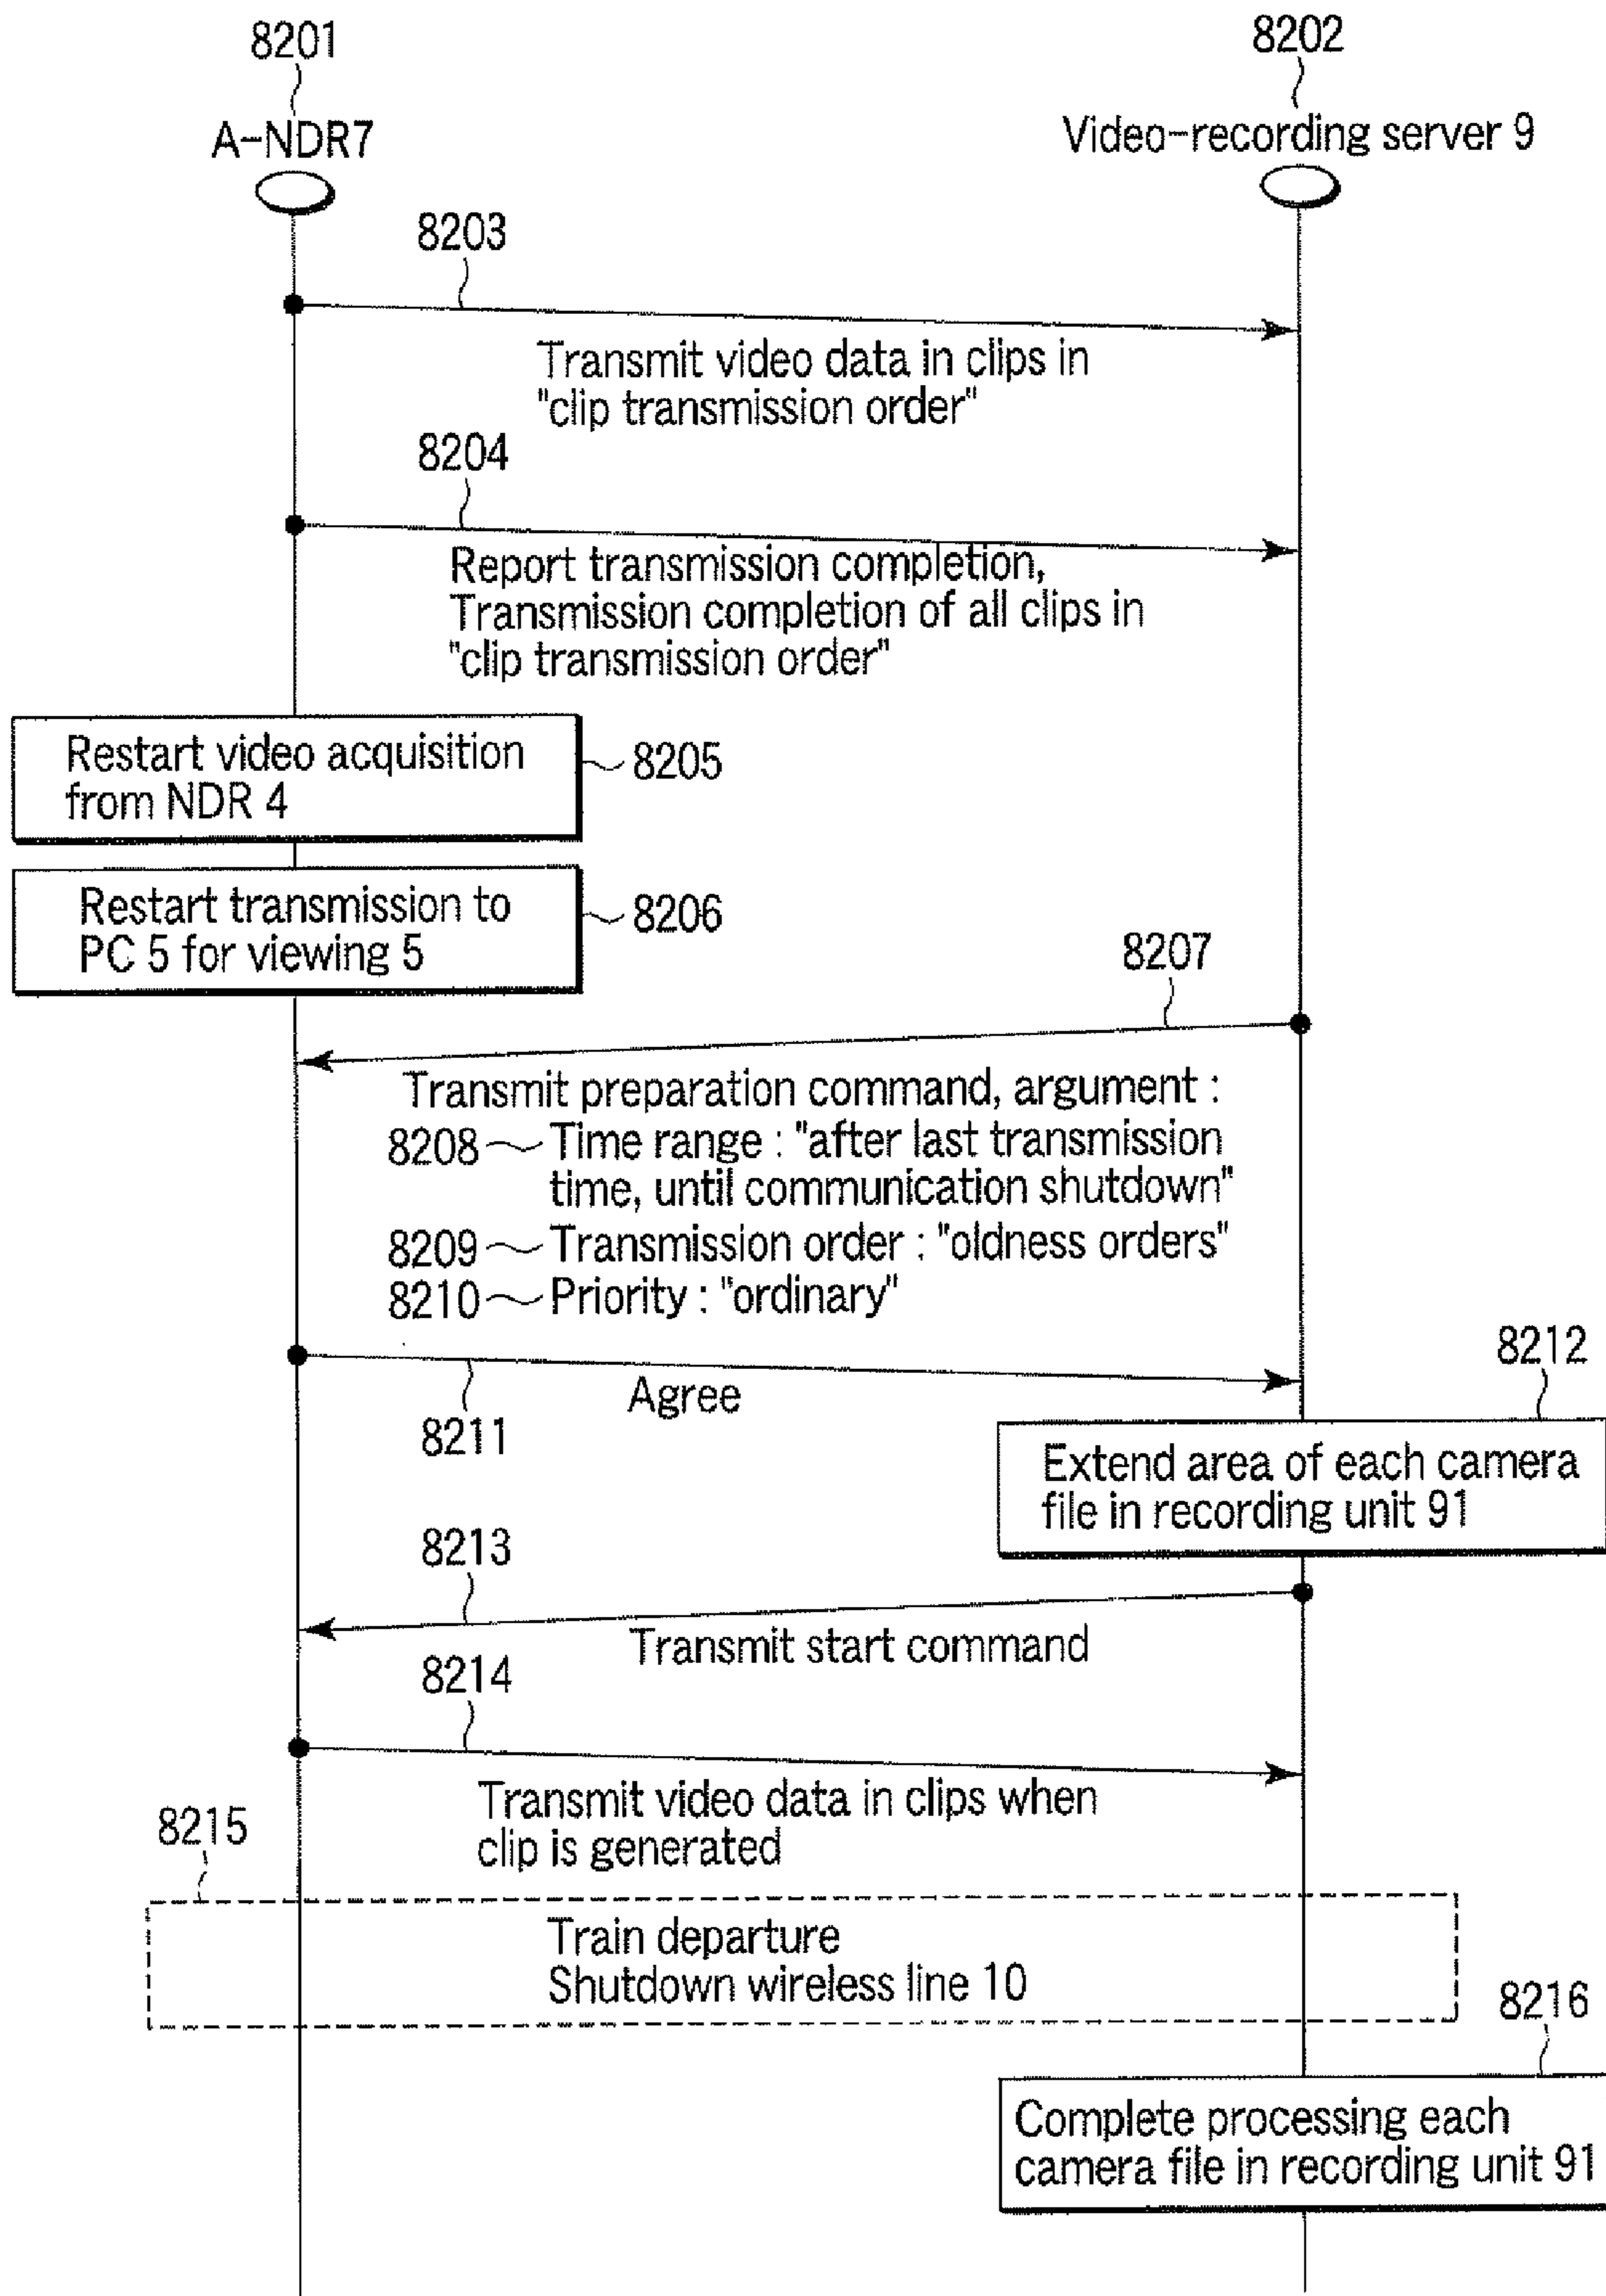 8201
8202
A-NDR7
Video-recording server 9
8203
Transmit video data in clips in
"clip transmission order"
8204
Report transmission completion,
Transmission completion of all clips in
"clip transmission order"
Restart video acquisition
from NDR 4
8205
Restart transmission to
PC 5 for viewing 5
8206
8207
Transmit preparation command, argument :
8208 Time range : "after last transmission
time, until communication shutdown"
8209 Transmission order : "oldness orders"
8210 Priority : "ordinary"
8211
Agree
8212
Extend area of each camera
file in recording unit 91
8213
Transmit start command
8214
Transmit video data in clips when
clip is generated
8215
Train departure
Shutdown wireless line 10
8216
Complete processing each
camera file in recording unit 91